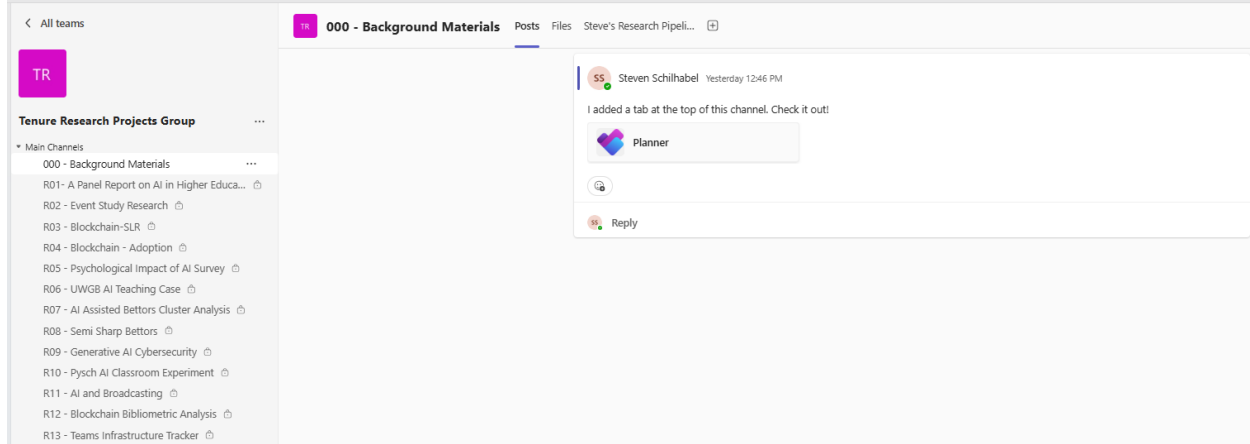 All teams
TR
Tenure Research Projects Group
Main Channels
000 - Background Materials
R01- A Panel Report on AI in Higher Educa...
R02 - Event Study Research
R03 - Blockchain-SLR
R04 - Blockchain - Adoption
R05 - Psychological Impact of AI Survey
R06 - UWGB AI Teaching Case
R07 - AI Assisted Bettors Cluster Analysis
R08 - Semi Sharp Bettors
R09 - Generative AI Cybersecurity
R10 - Pysch AI Classroom Experiment
R11 - AI and Broadcasting
R12 - Blockchain Bibliometric Analysis
R13 - Teams Infrastructure Tracker
TR 000 - Background Materials Posts Files Steve's Research Pipeli...
SS Steven Schilhabel Yesterday 12:46 PM
I added a tab at the top of this channel. Check it out!
Planner
SS Reply